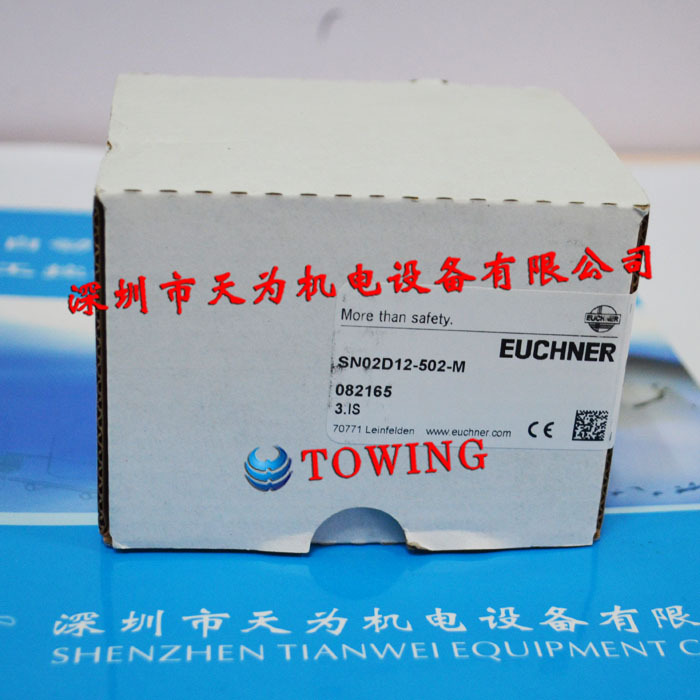 深圳市天为机电设备有限公司
More than safety.
EUCHNER
EUCHNER
SN02D12-502-M
082165
3.IS
70771 Leinfelden www.euchner.com CE
TOWING
深圳市天为机电设备有限
SHENZHEN TIANWEI EQUIPMENT C